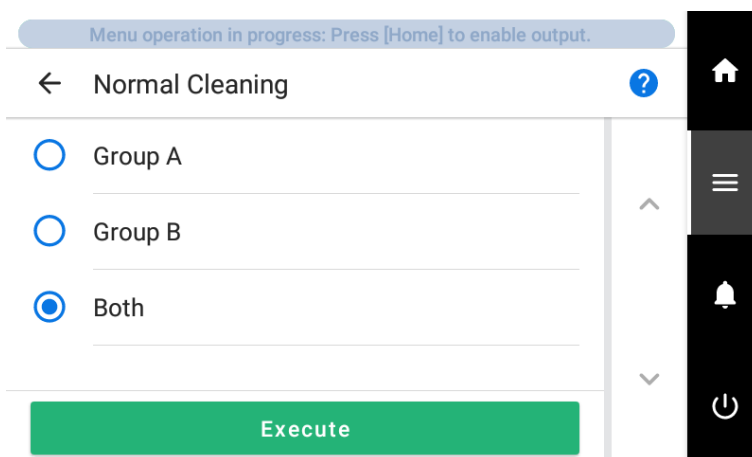 Menu operation in progress: Press [Home] to enable output.
Normal Cleaning
?
Group A
Group B
Both
Execute